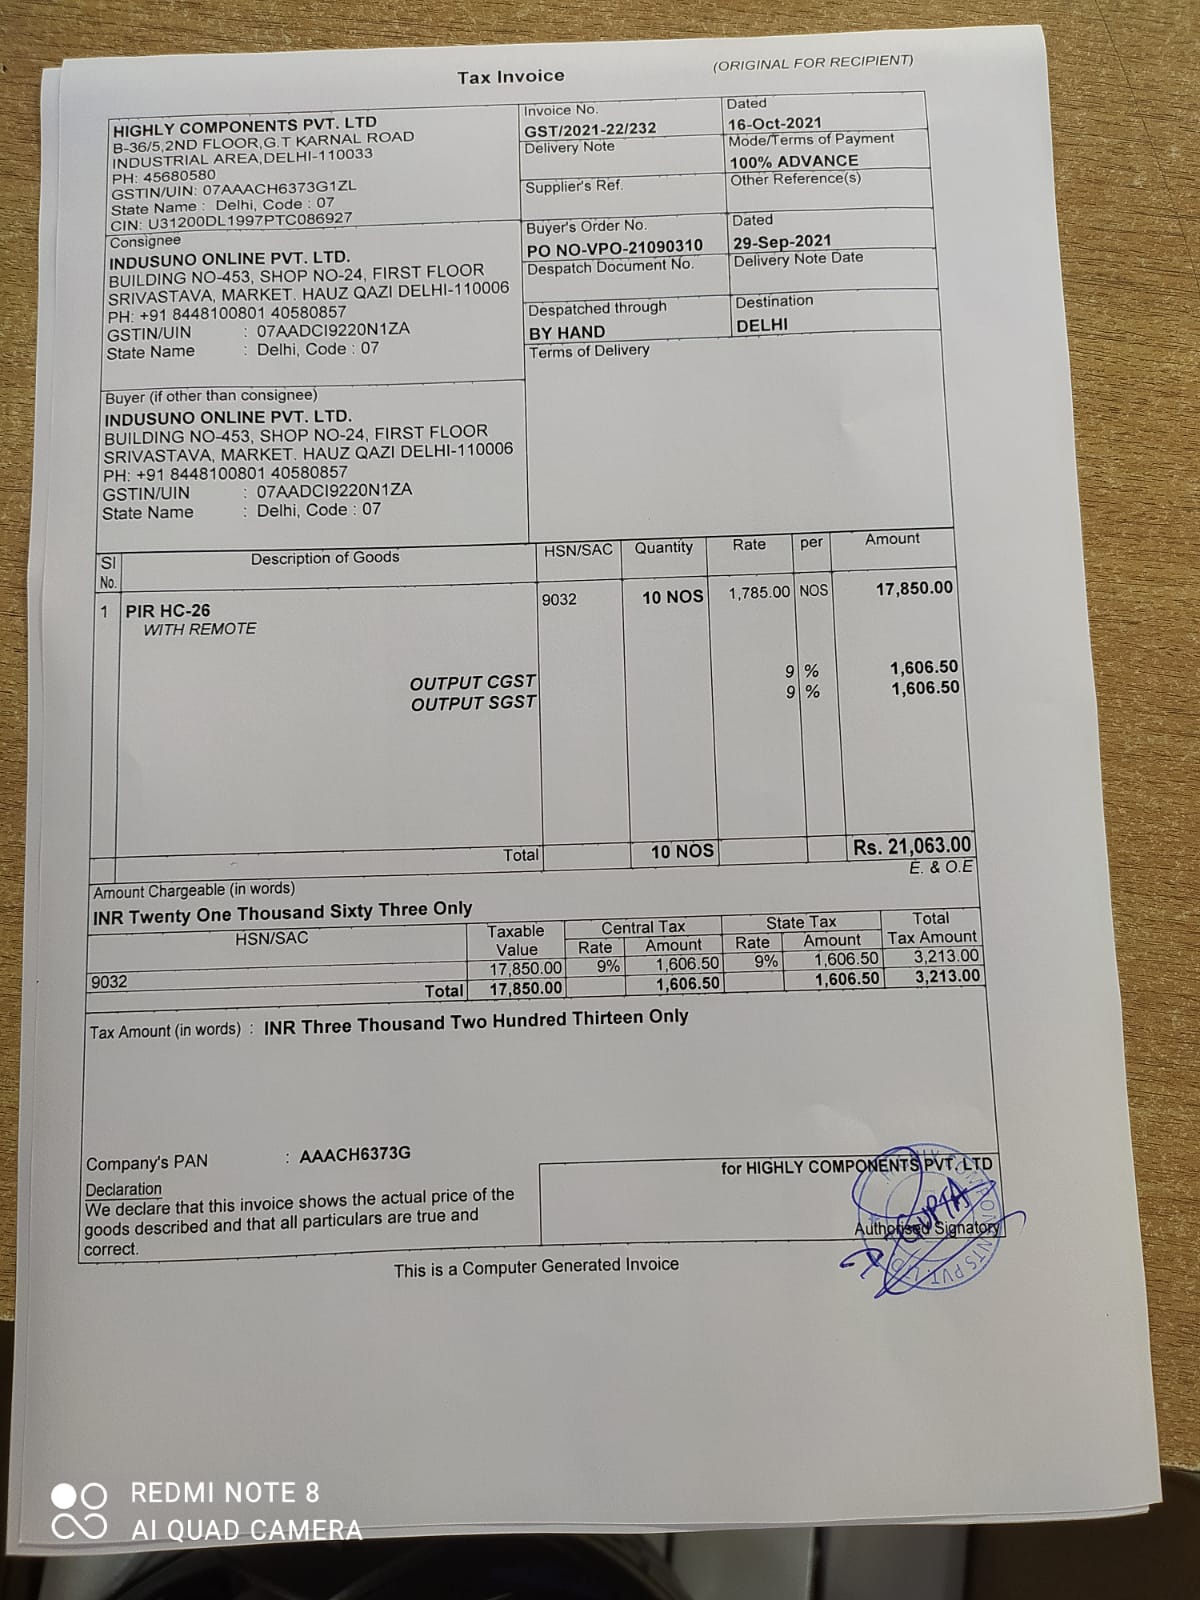 Tax Invoice
(ORIGINAL FOR RECIPIENT)
HIGHLY COMPONENTS PVT. LTD
B-36/5,2ND FLOOR,G.T KARNAL ROAD
INDUSTRIAL AREA,DELHI-110033
PH: 45680580
GSTIN/UIN: 07AAACH6373G1ZL
State Name : Delhi, Code : 07
CIN: U31200DL1997PTC086927
Invoice No.
GST/2021-22/232
Dated
16-Oct-2021
Delivery Note
Mode/Terms of Payment
100% ADVANCE
Supplier's Ref.
Other Reference(s)
Consignee
INDUSUNO ONLINE PVT. LTD.
BUILDING NO-453, SHOP NO-24, FIRST FLOOR
SRIVASTAVA, MARKET. HAUZ QAZI DELHI-110006
PH: +91 8448100801 40580857
GSTIN/UIN : 07AADCI9220N1ZA
State Name : Delhi, Code : 07
Buyer's Order No.
PO NO-VPO-21090310
Dated
29-Sep-2021
Despatch Document No.
Delivery Note Date
Despatched through
BY HAND
Destination
DELHI
Terms of Delivery
Buyer (if other than consignee)
INDUSUNO ONLINE PVT. LTD.
BUILDING NO-453, SHOP NO-24, FIRST FLOOR
SRIVASTAVA, MARKET. HAUZ QAZI DELHI-110006
PH: +91 8448100801 40580857
GSTIN/UIN : 07AADCI9220N1ZA
State Name : Delhi, Code : 07
Sl No. Description of Goods HSN/SAC Quantity Rate per Amount
1 PIR HC-26 9032 10 NOS 1,785.00 NOS 17,850.00
WITH REMOTE
OUTPUT CGST 9 % 1,606.50
OUTPUT SGST 9 % 1,606.50
Total 10 NOS Rs. 21,063.00
E. & O.E
Amount Chargeable (in words)
INR Twenty One Thousand Sixty Three Only
HSN/SAC Taxable Value Central Tax State Tax Total Tax Amount
Rate Amount Rate Amount
9032 17,850.00 9% 1,606.50 9% 1,606.50 3,213.00
Total 17,850.00 1,606.50 1,606.50 3,213.00
Tax Amount (in words) : INR Three Thousand Two Hundred Thirteen Only
Company's PAN : AAACH6373G
Declaration
We declare that this invoice shows the actual price of the
goods described and that all particulars are true and
correct.
for HIGHLY COMPONENTS PVT. LTD
GUPTA
Authorised Signatory
This is a Computer Generated Invoice
REDMI NOTE 8
AI QUAD CAMERA